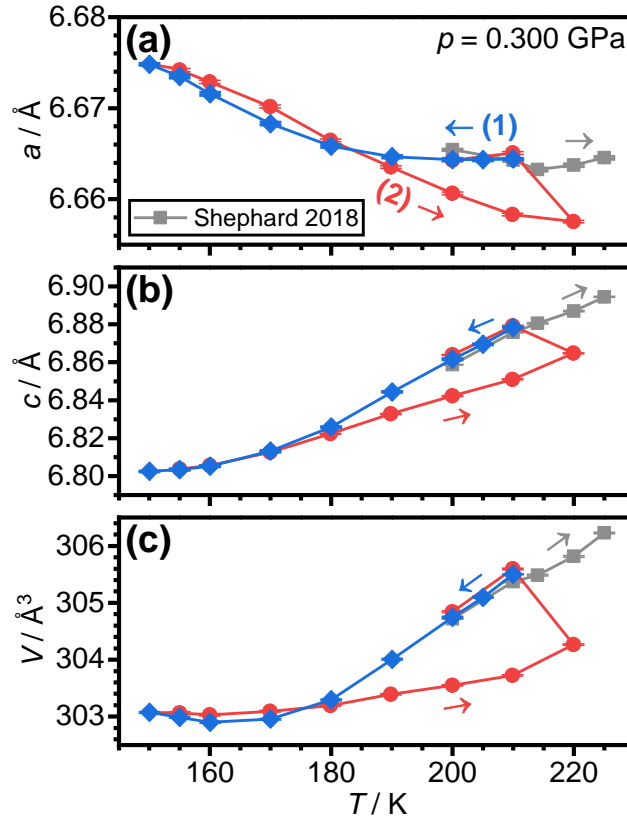 (a)
p = 0.300 GPa
6.68
6.67
6.66
a / Å
(1)
(2)
Shephard 2018
(b)
6.90
6.88
6.86
6.84
6.82
6.80
c / Å
(c)
306
305
304
303
V / Å³
160
180
200
220
T / K